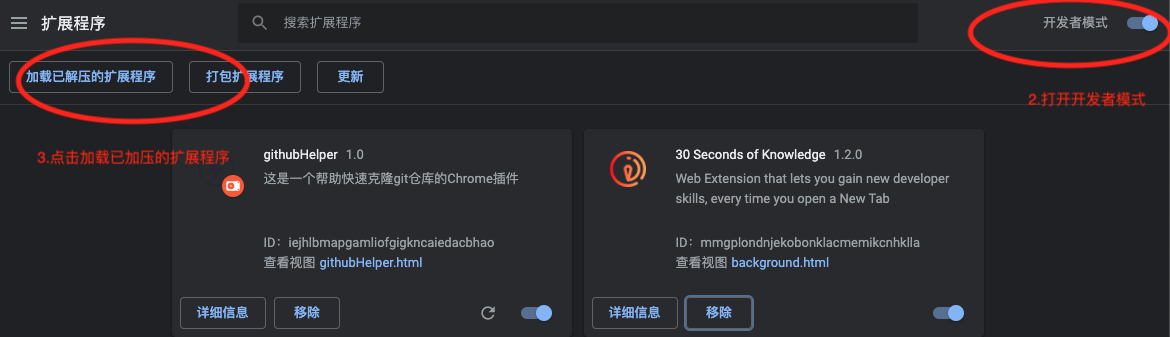 扩展程序
搜索扩展程序
开发者模式
加载已解压的扩展程序
打包扩展程序
更新
2.打开开发者模式
3.点击加载已加压的扩展程序
githubHelper 1.0
这是一个帮助快速克隆git仓库的Chrome插件
ID：iejhlbmapgamliofgigkncaiedacbhao
查看视图 githubHelper.html
详细信息
移除
30 Seconds of Knowledge 1.2.0
Web Extension that lets you gain new developer
skills, every time you open a New Tab
ID：mmgplondnjekobonklacmemikcnhklla
查看视图 background.html
详细信息
移除